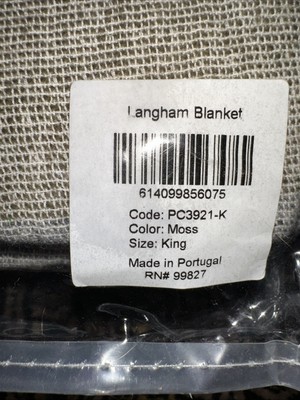 Langham Blanket
614099856075
Code: PC3921-K
Color: Moss
Size: King
Made in Portugal
RN# 99827